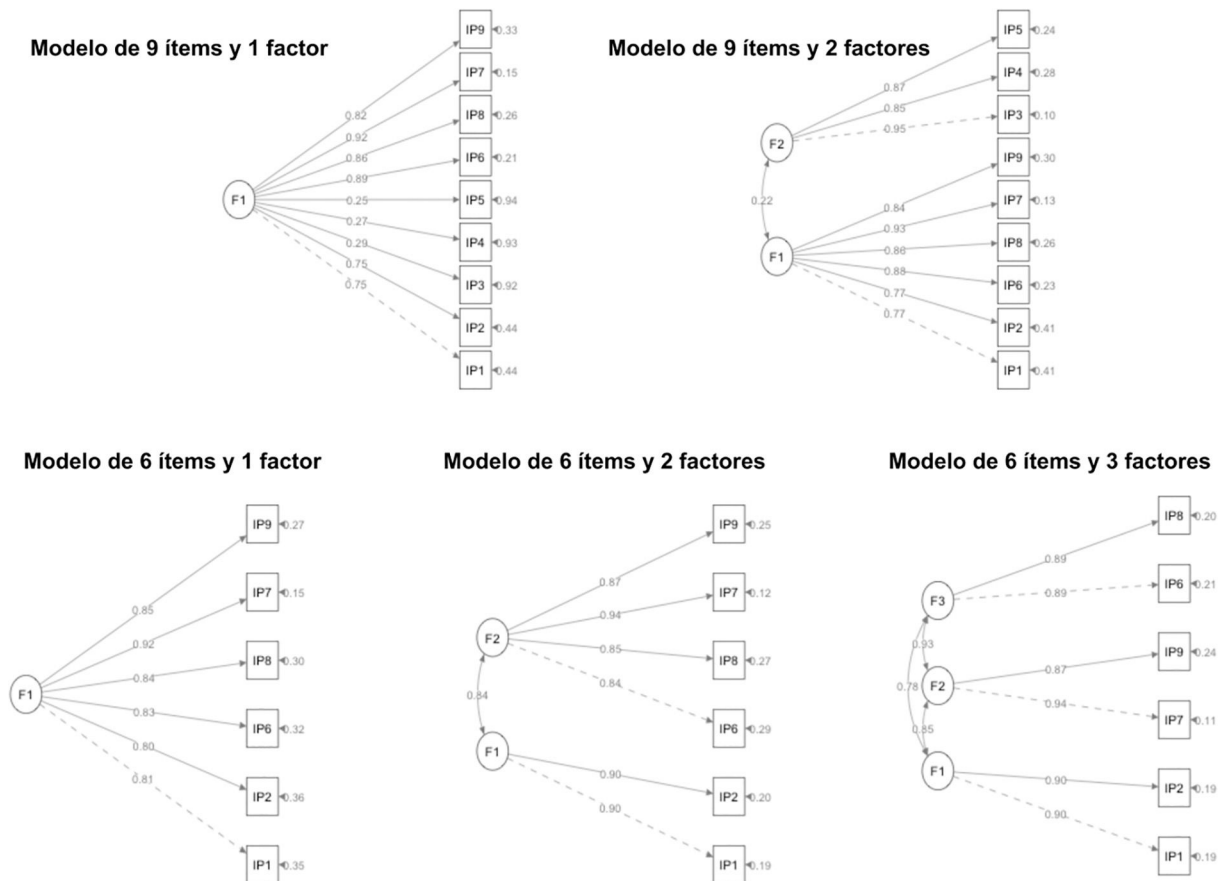 Modelo de 9 ítems y 1 factor
IP9
0.33
IP7
0.15
IP8
0.26
IP6
0.21
IP5
0.94
IP4
0.93
IP3
0.92
IP2
0.44
IP1
0.44
0.82
0.92
0.86
0.89
0.25
0.27
0.29
0.75
0.75
F1
Modelo de 9 ítems y 2 factores
IP5
0.24
IP4
0.28
IP3
0.10
IP9
0.30
IP7
0.13
IP8
0.26
IP6
0.23
IP2
0.41
IP1
0.41
0.87
0.85
0.95
F2
0.22
F1
0.84
0.93
0.86
0.88
0.77
0.77
Modelo de 6 ítems y 1 factor
IP9
0.27
IP7
0.15
IP8
0.30
IP6
0.32
IP2
0.36
IP1
0.35
0.85
0.92
0.84
0.83
0.80
0.81
F1
Modelo de 6 ítems y 2 factores
IP9
0.25
IP7
0.12
IP8
0.27
IP6
0.29
IP2
0.20
IP1
0.19
0.87
0.94
0.85
0.84
F2
0.84
F1
0.90
0.90
Modelo de 6 ítems y 3 factores
IP8
0.20
IP6
0.21
IP9
0.24
IP7
0.11
IP2
0.19
IP1
0.19
0.89
0.89
F3
0.93
0.78
F2
0.87
0.94
0.85
F1
0.90
0.90